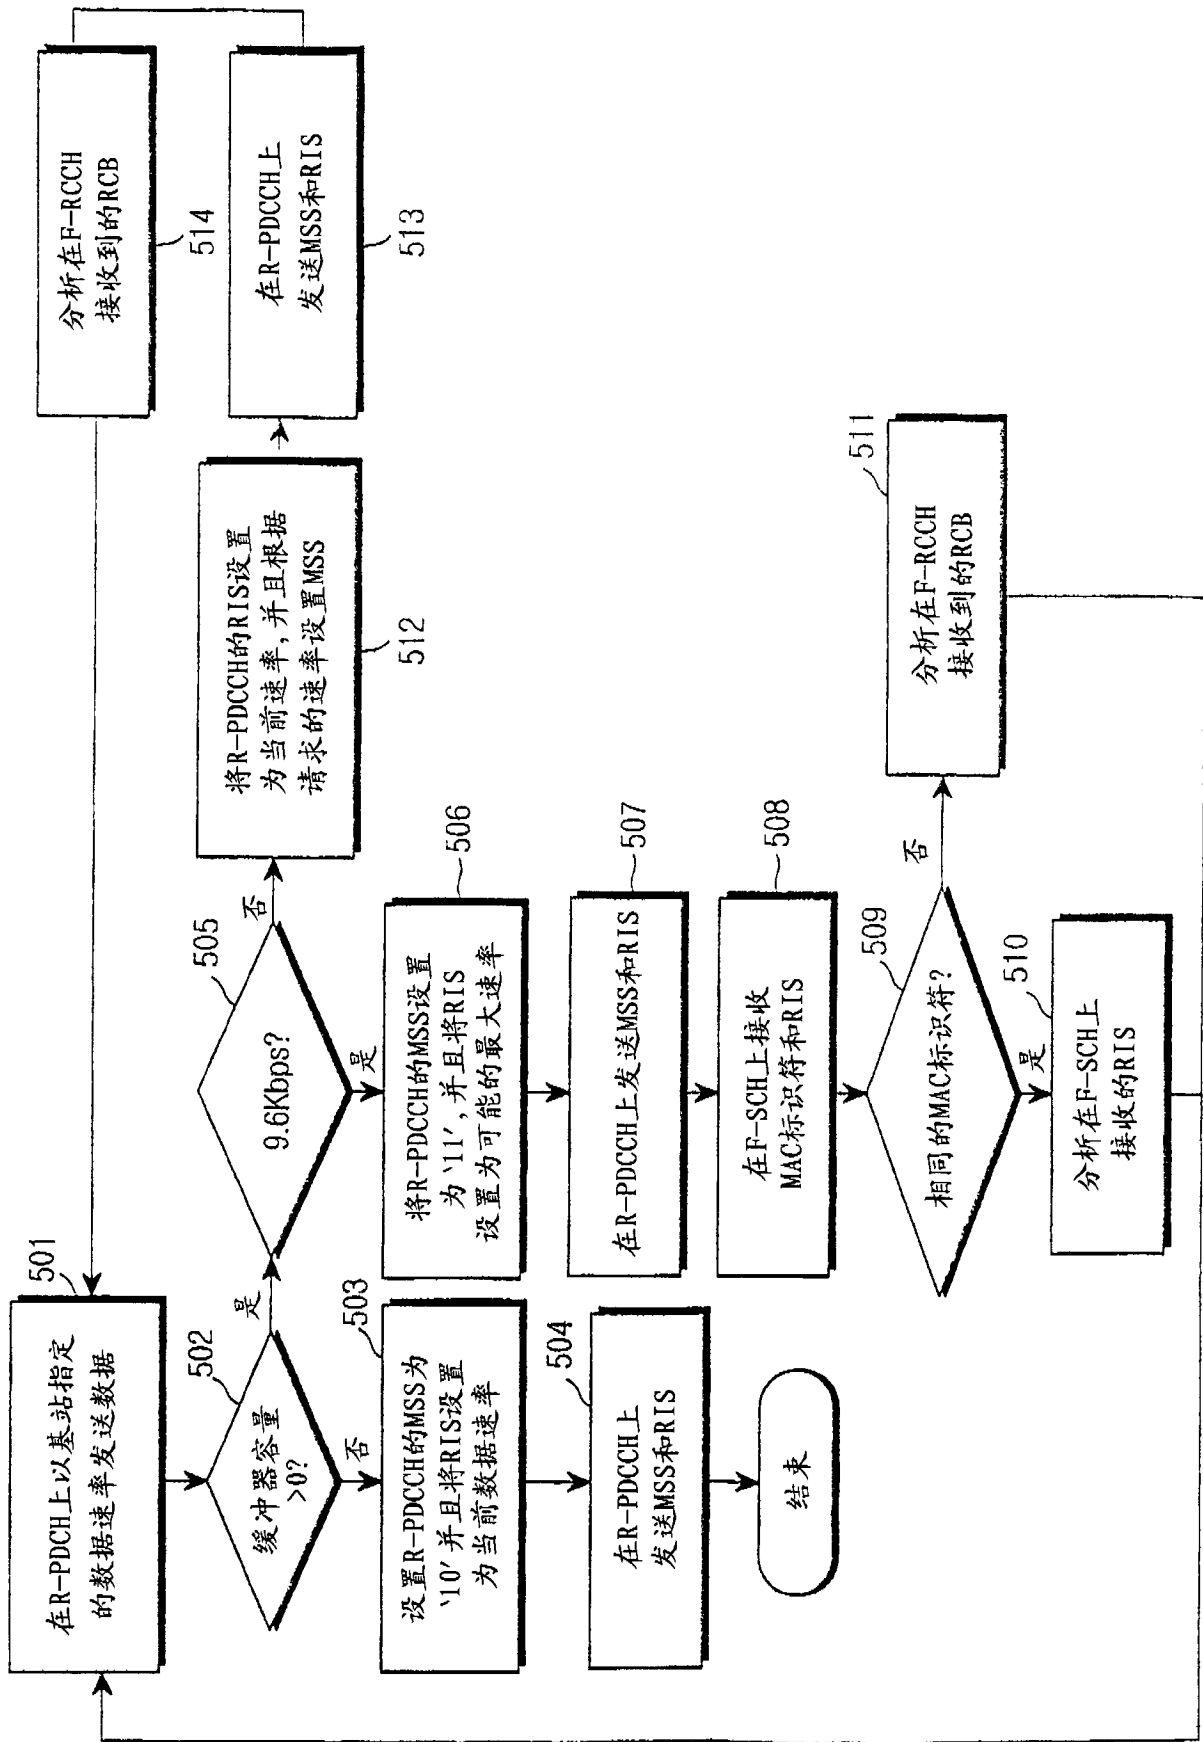 501
在R-PDCH上以基站指定
的数据速率发送数据
502
缓冲器容量
>0?
是
否
503
设置R-PDCCH的MSS为
‘10’并且将RIS设置
为当前数据速率
504
在R-PDCCH上
发送MSS和RIS
结束
505
9.6Kbps?
否
是
506
将R-PDCCH的MSS设置
为‘11’,并且将RIS
设置为可能的最大速率
507
在R-PDCCH上发送MSS和RIS
508
在F-SCH上接收
MAC标识符和RIS
509
相同的MAC标识符?
否
是
510
分析在F-SCH上
接收的RIS
511
分析在F-RCCH
接收到的RCB
512
将R-PDCCH的RIS设置
为当前速率,并且根据
请求的速率设置MSS
513
在R-PDCCH上
发送MSS和RIS
514
分析在F-RCCH
接收到的RCB